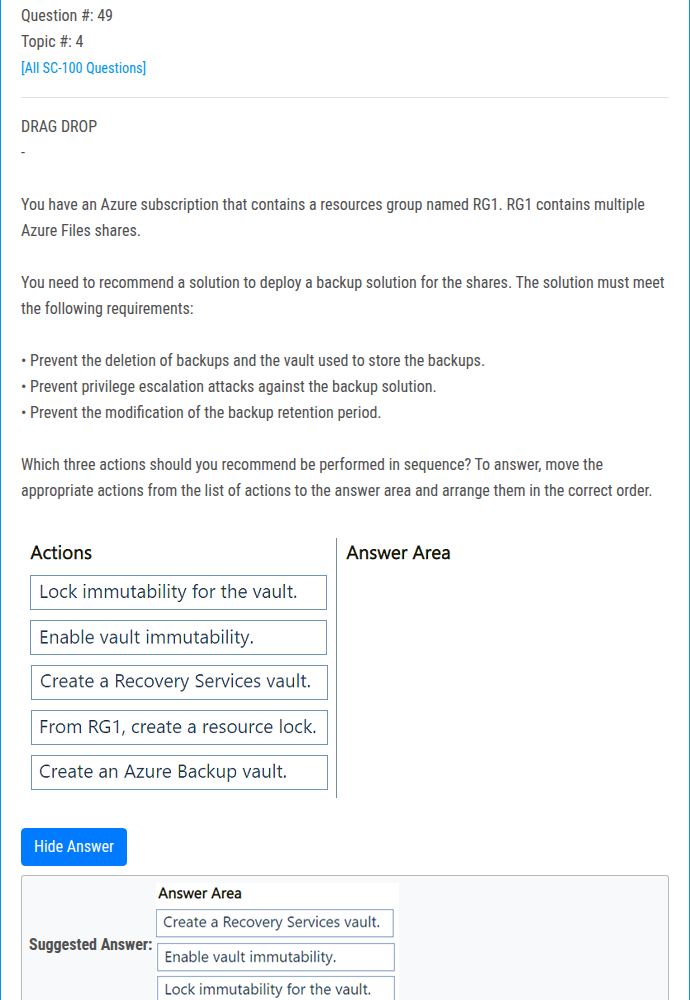 Question #: 49
Topic #: 4
[All SC-100 Questions]
DRAG DROP
-
You have an Azure subscription that contains a resources group named RG1. RG1 contains multiple
Azure Files shares.
You need to recommend a solution to deploy a backup solution for the shares. The solution must meet
the following requirements:
• Prevent the deletion of backups and the vault used to store the backups.
• Prevent privilege escalation attacks against the backup solution.
• Prevent the modification of the backup retention period.
Which three actions should you recommend be performed in sequence? To answer, move the
appropriate actions from the list of actions to the answer area and arrange them in the correct order.
Actions
Answer Area
Lock immutability for the vault.
Enable vault immutability.
Create a Recovery Services vault.
From RG1, create a resource lock.
Create an Azure Backup vault.
Hide Answer
Answer Area
Create a Recovery Services vault.
Suggested Answer:
Enable vault immutability.
Lock immutability for the vault.